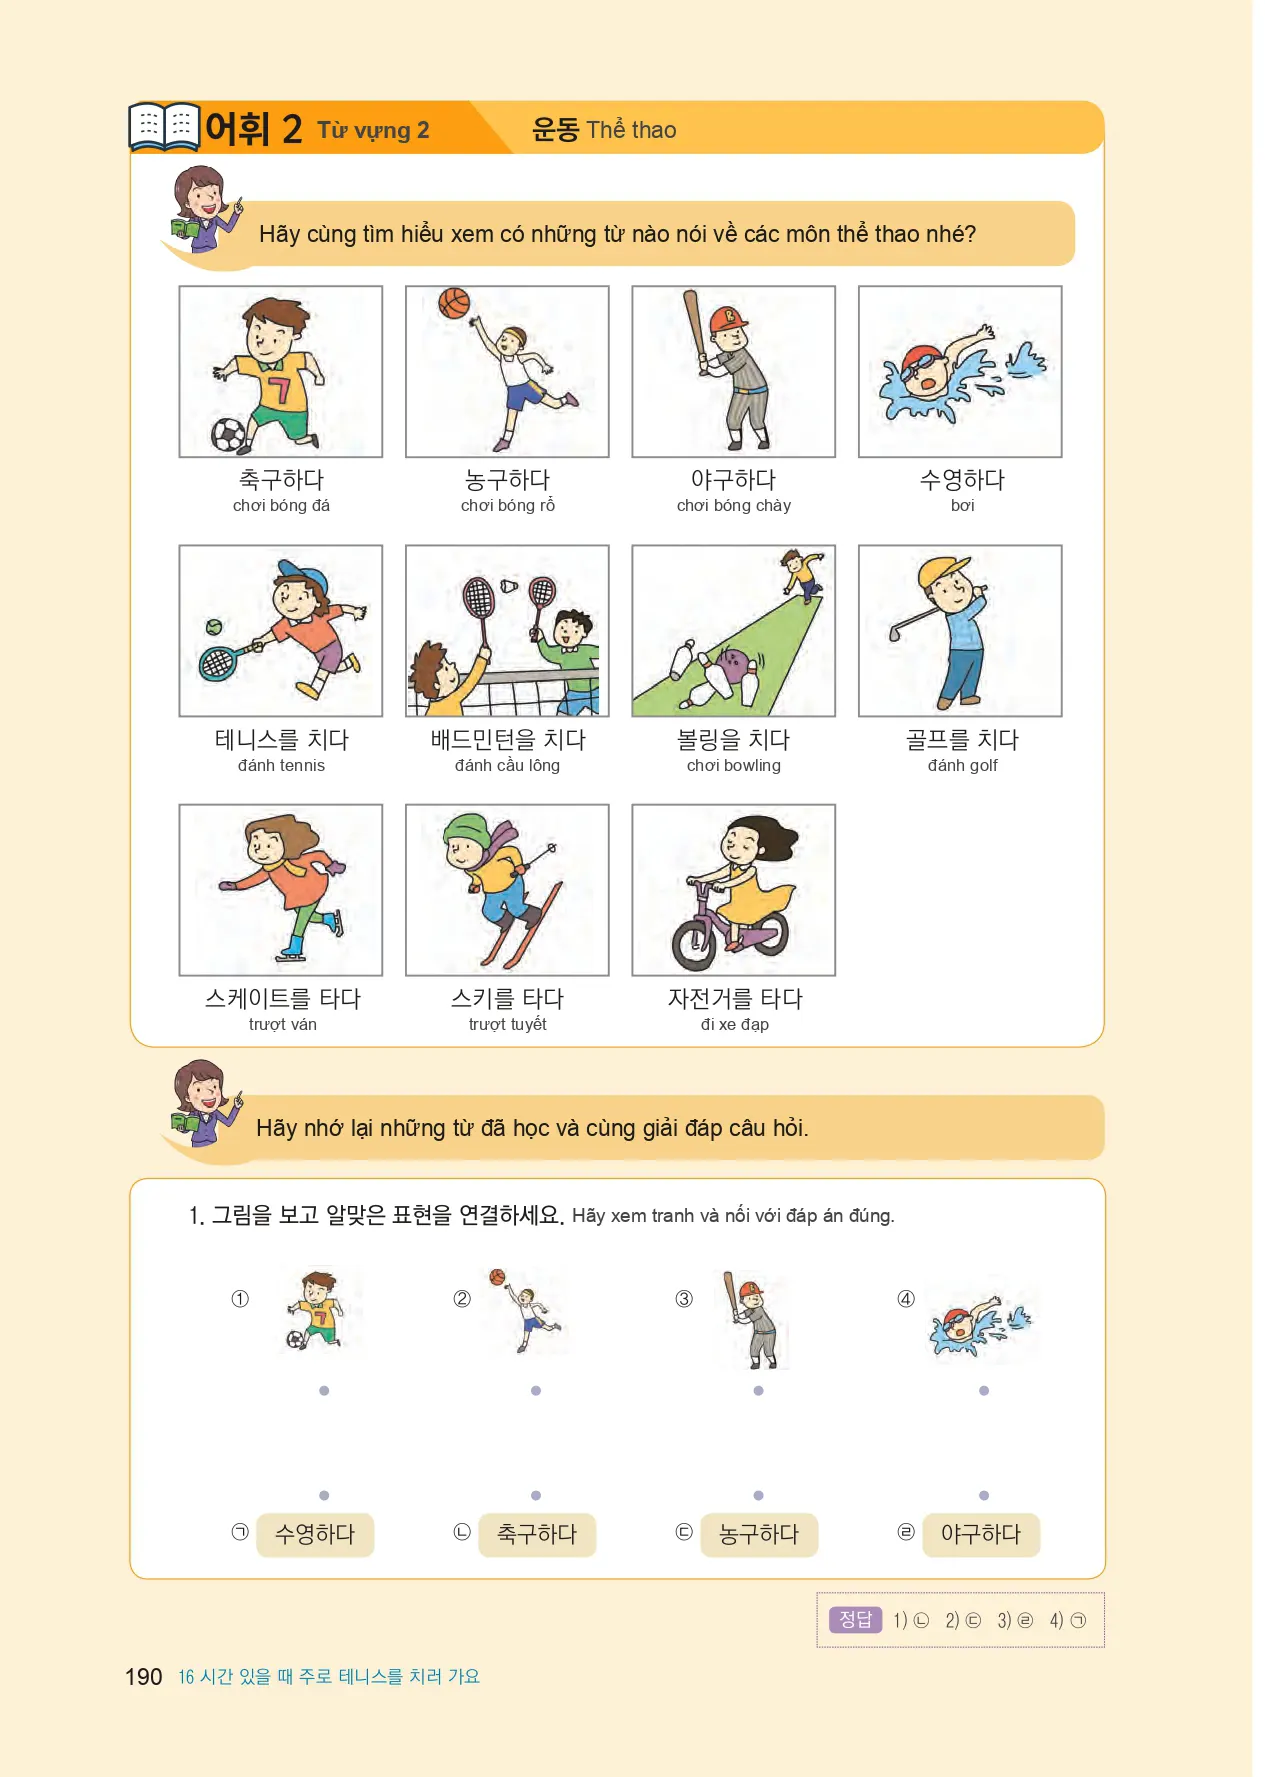 어휘 2 Từ vựng 2 운동 Thể thao
Hãy cùng tìm hiểu xem có những từ nào nói về các môn thể thao nhé?
7
B
축구하다 농구하다 야구하다 수영하다
chơi bóng đá chơi bóng rổ chơi bóng chày bơi
테니스를 치다 배드민턴을 치다 볼링을 치다 골프를 치다
đánh tennis đánh cầu lông chơi bowling đánh golf
스케이트를 타다 스키를 타다 자전거를 타다
trượt ván trượt tuyết đi xe đạp
Hãy nhớ lại những từ đã học và cùng giải đáp câu hỏi.
1. 그림을 보고 알맞은 표현을 연결하세요. Hãy xem tranh và nối với đáp án đúng.
① ② ③ ④
7
B
㉠ 수영하다 ㉡ 축구하다 ㉢ 농구하다 ㉣ 야구하다
정답 1) ㉡ 2) ㉢ 3) ㉣ 4) ㉠
190 16 시간 있을 때 주로 테니스를 치러 가요